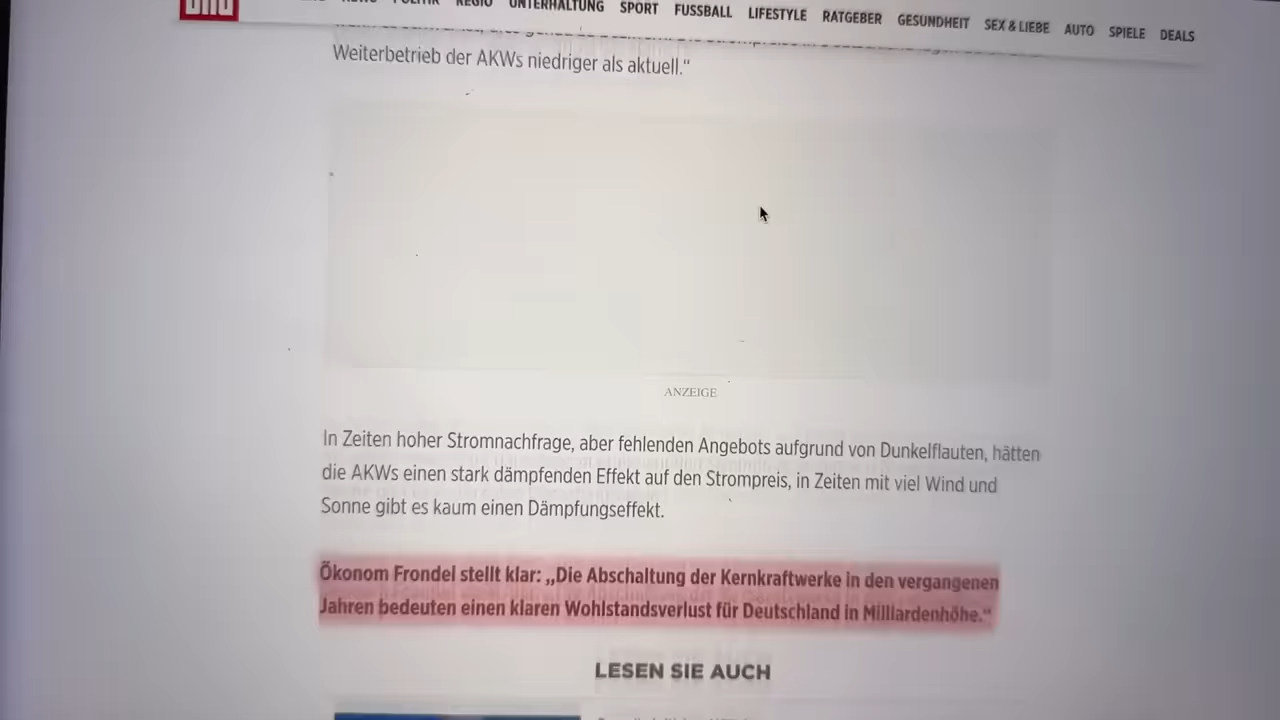 POLITIK REGIO UNTERHALTUNG SPORT FUSSBALL LIFESTYLE RATGEBER GESUNDHEIT SEX & LIEBE AUTO SPIELE DEALS
Weiterbetrieb der AKWs niedriger als aktuell.“
ANZEIGE
In Zeiten hoher Stromnachfrage, aber fehlenden Angebots aufgrund von Dunkelflauten, hätten
die AKWs einen stark dämpfenden Effekt auf den Strompreis, in Zeiten mit viel Wind und
Sonne gibt es kaum einen Dämpfungseffekt.
Ökonom Frondel stellt klar: „Die Abschaltung der Kernkraftwerke in den vergangenen
Jahren bedeuten einen klaren Wohlstandsverlust für Deutschland in Milliardenhöhe.“
LESEN SIE AUCH